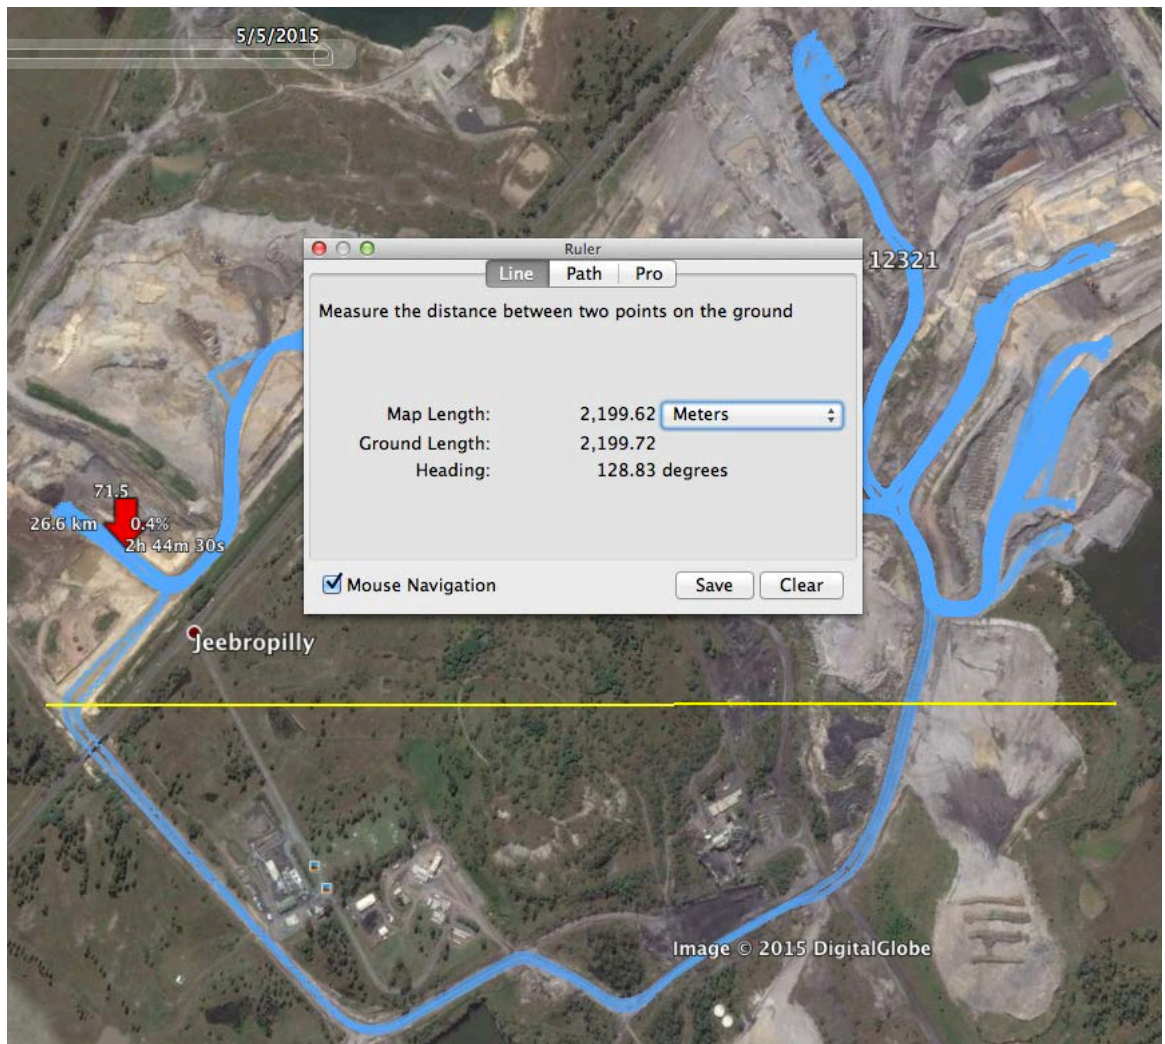 5/5/2015
Ruler
Line Path Pro
12321
Measure the distance between two points on the ground
Map Length: 2,199.62 Meters
Ground Length: 2,199.72
Heading: 128.83 degrees
71.5
26.6 km 0.4%
2h 44m 30s
Mouse Navigation Save Clear
Jeebropilly
Image © 2015 DigitalGlobe